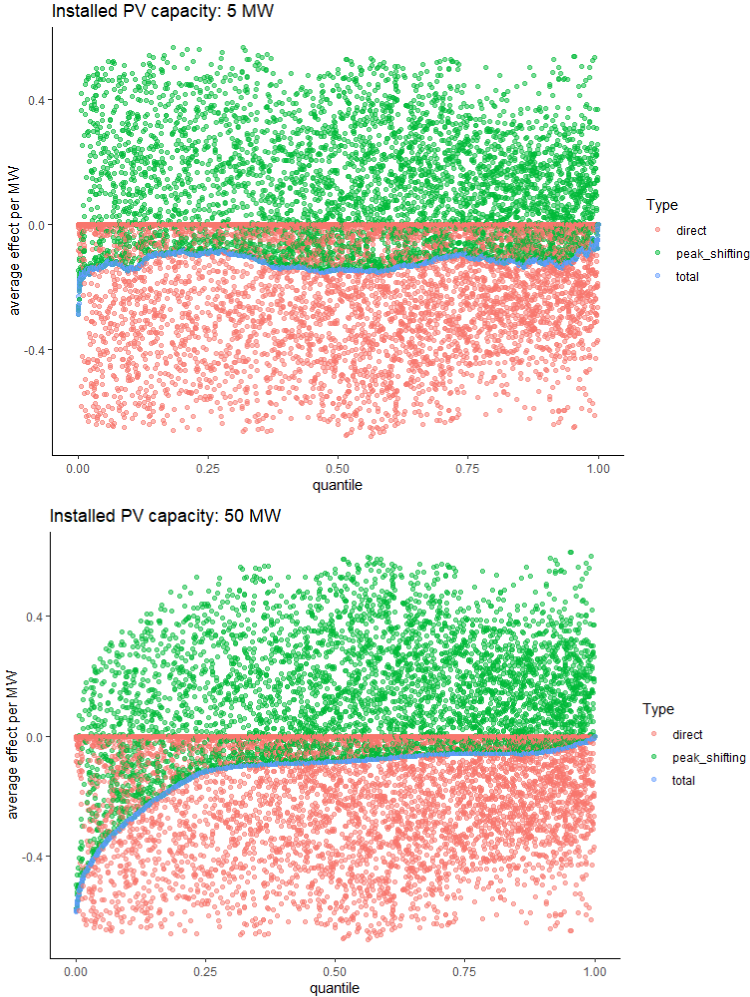 Installed PV capacity: 5 MW
average effect per MW
0.4
0.0
-0.4
0.00 0.25 0.50 0.75 1.00
quantile
Type
direct
peak_shifting
total
Installed PV capacity: 50 MW
average effect per MW
0.4
0.0
-0.4
0.00 0.25 0.50 0.75 1.00
quantile
Type
direct
peak_shifting
total